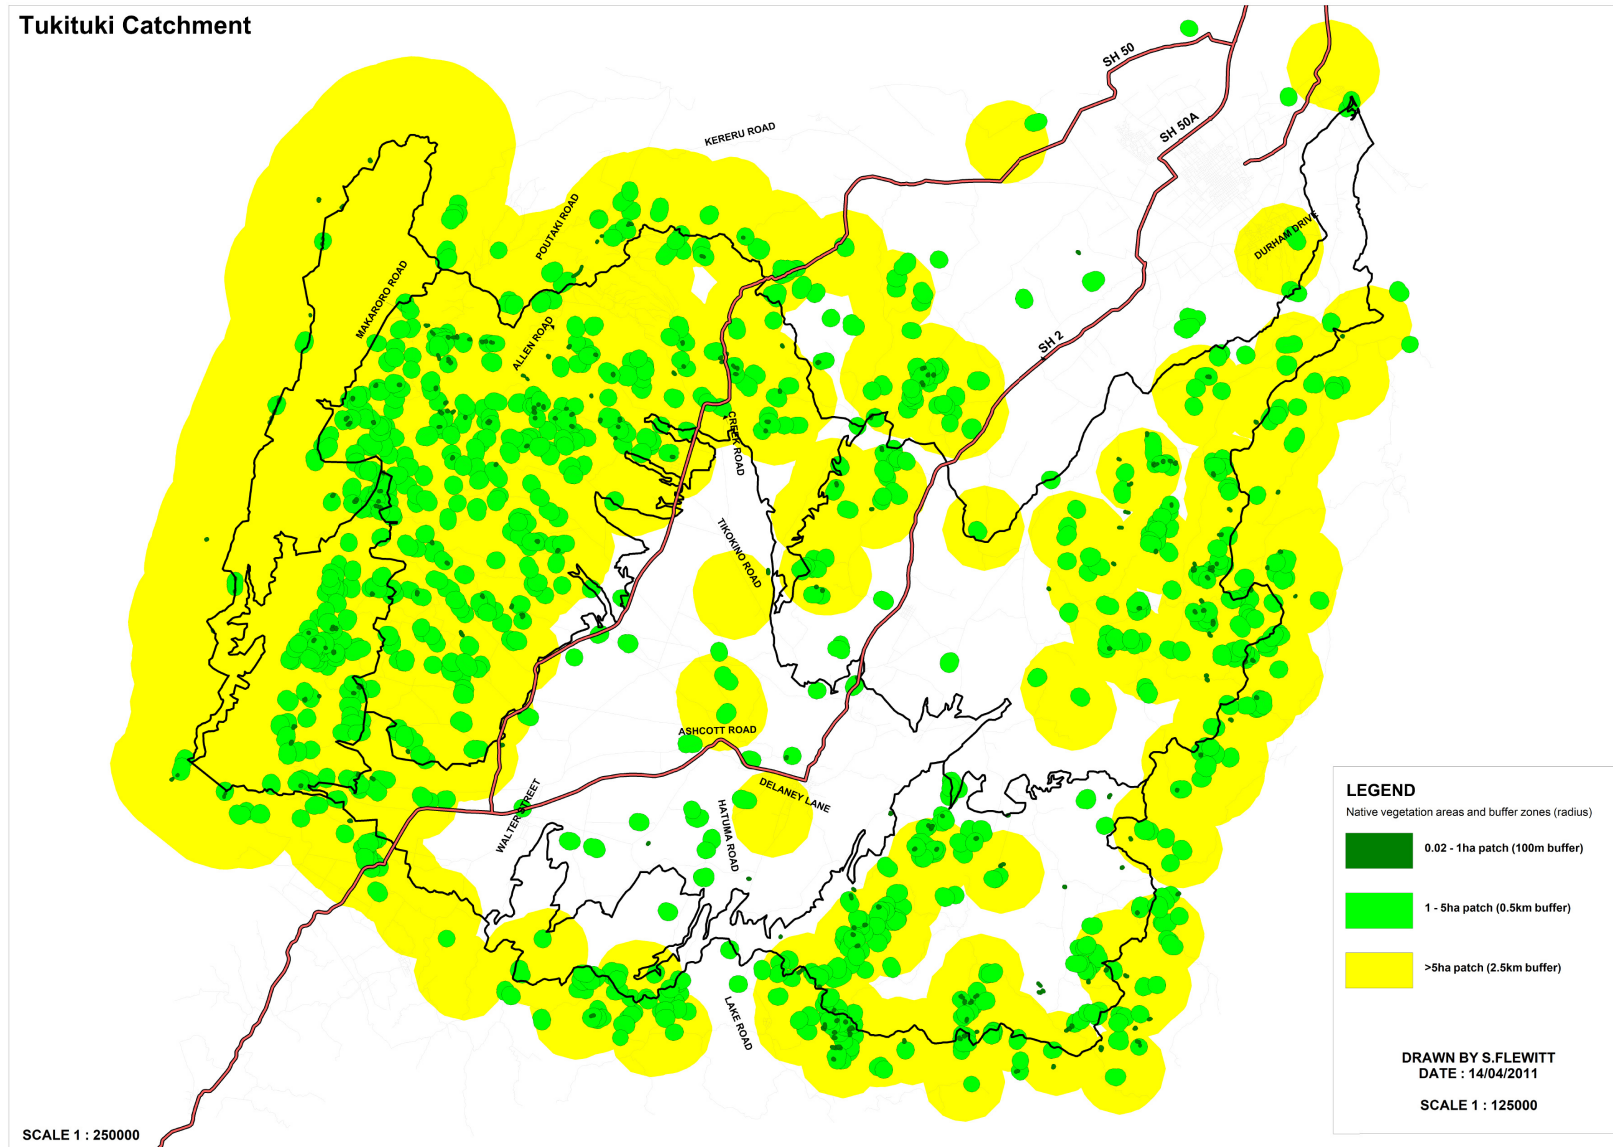 Tukituki Catchment
SH 50
SH 50A
KERERU ROAD
POUTAKI ROAD
DURHAM DRIVE
MAKARORO ROAD
ALLEN ROAD
SH 2
CREEK ROAD
TIKOKINO ROAD
ASHCOTT ROAD
DELANEY LANE
WALTER STREET
HATUMA ROAD
LAKE ROAD
LEGEND
Native vegetation areas and buffer zones (radius)
0.02 - 1ha patch (100m buffer)
1 - 5ha patch (0.5km buffer)
>5ha patch (2.5km buffer)
DRAWN BY S.FLEWITT
DATE : 14/04/2011
SCALE 1 : 125000
SCALE 1 : 250000